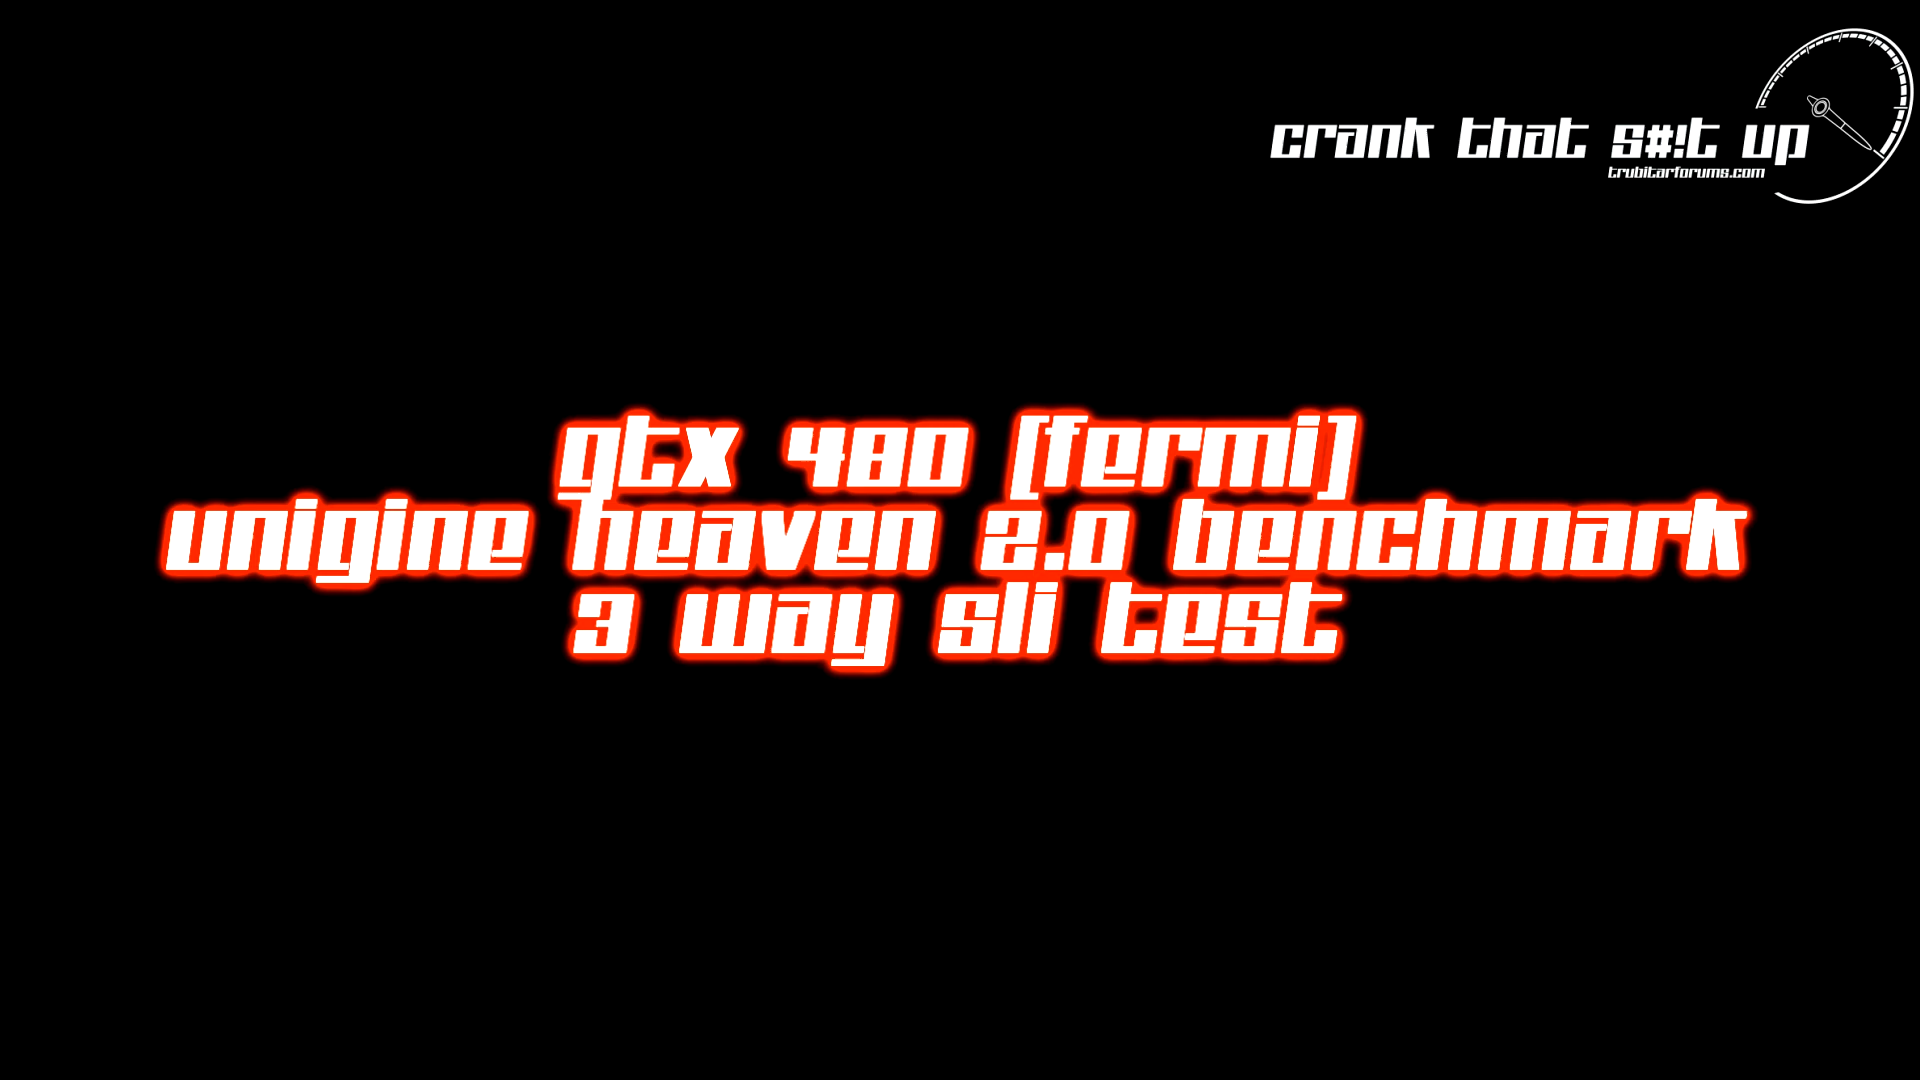 crank that s#!t up
trubitarforums.com
gtx 480 [fermi]
unigine heaven 2.0 benchmark
3 way sli test